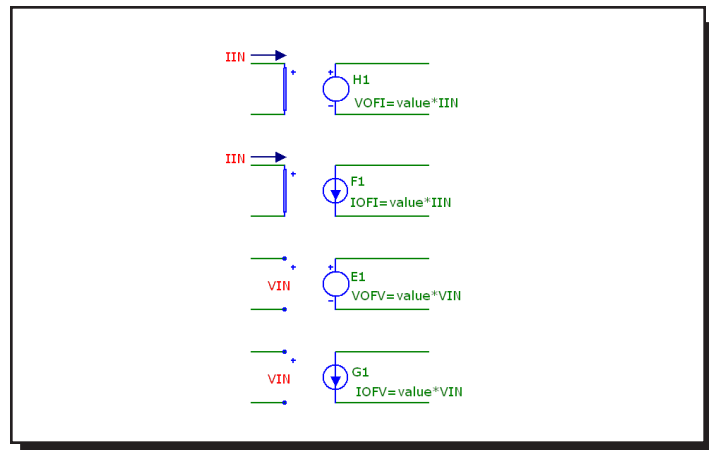 IIN
+
+
H1
-
VOFI=value*IIN
IIN
+
F1
IOFI=value*IIN
+
+
E1
VIN
VOFV=value*VIN
-
+
G1
VIN
IOFV=value*VIN